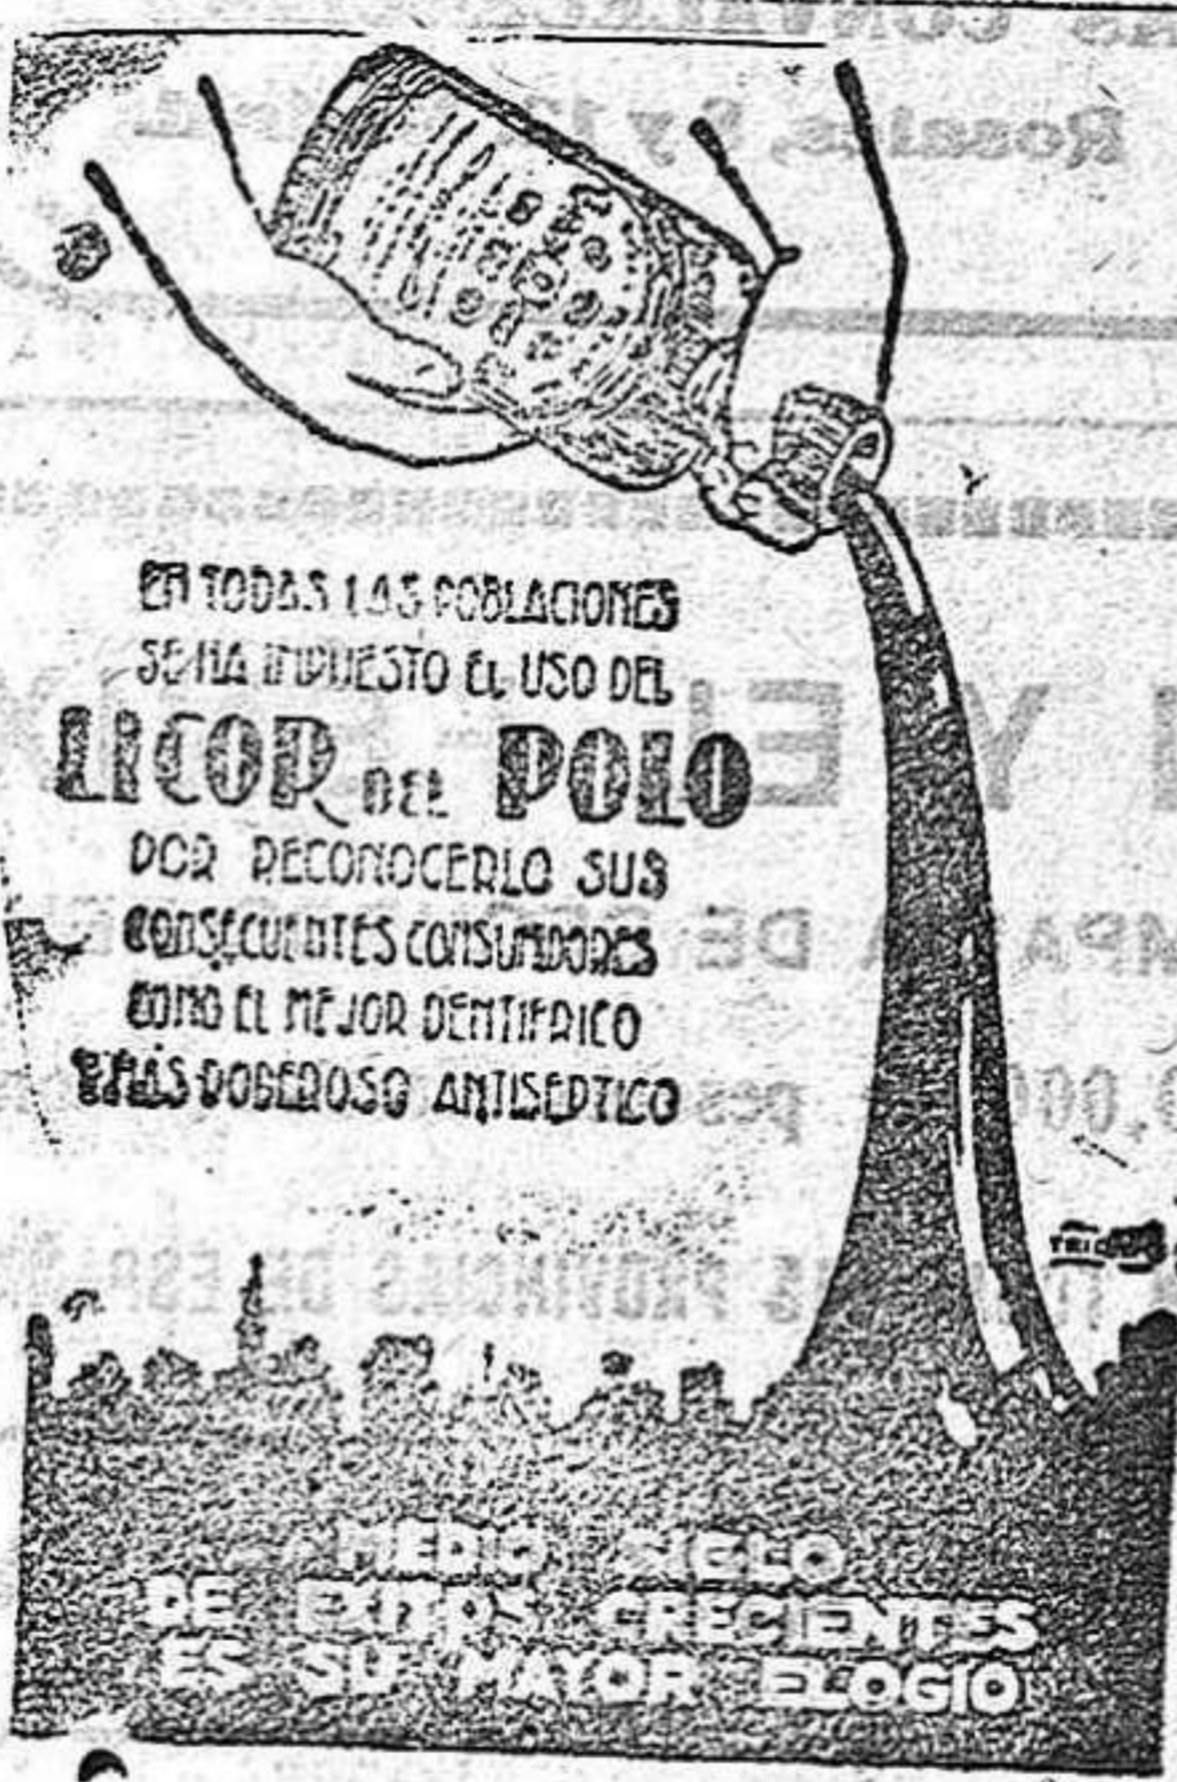 EN TODAS LAS POBLACIONES
SE HA IMPUESTO EL USO DEL
LICOR DEL POLO
POR RECONOCERLO SUS
CONSECUENTES CONSUMIDORES
COMO EL MEJOR DENTIFRICO
Y MAS PODEROSO ANTISEPTICO
MEDIO SIGLO
DE EXITOS CRECIENTES
ES SU MAYOR ELOGIO